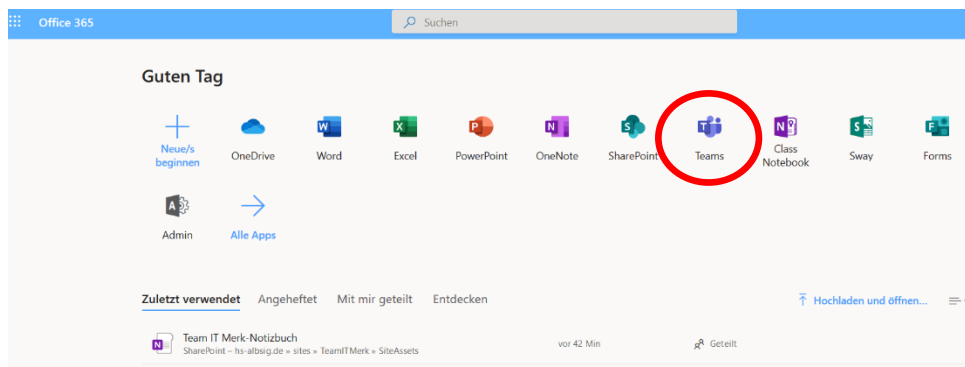 Office 365
Suchen
Guten Tag
Neue/s
beginnen
OneDrive
Word
Excel
PowerPoint
OneNote
SharePoint
Teams
Class
Notebook
Sway
Forms
Admin
Alle Apps
Zuletzt verwendet Angeheftet Mit mir geteilt Entdecken
Hochladen und öffnen...
Team IT Merk-Notizbuch
SharePoint – hs-albsig.de » sites » TeamITMerk » SiteAssets
vor 42 Min
Geteilt